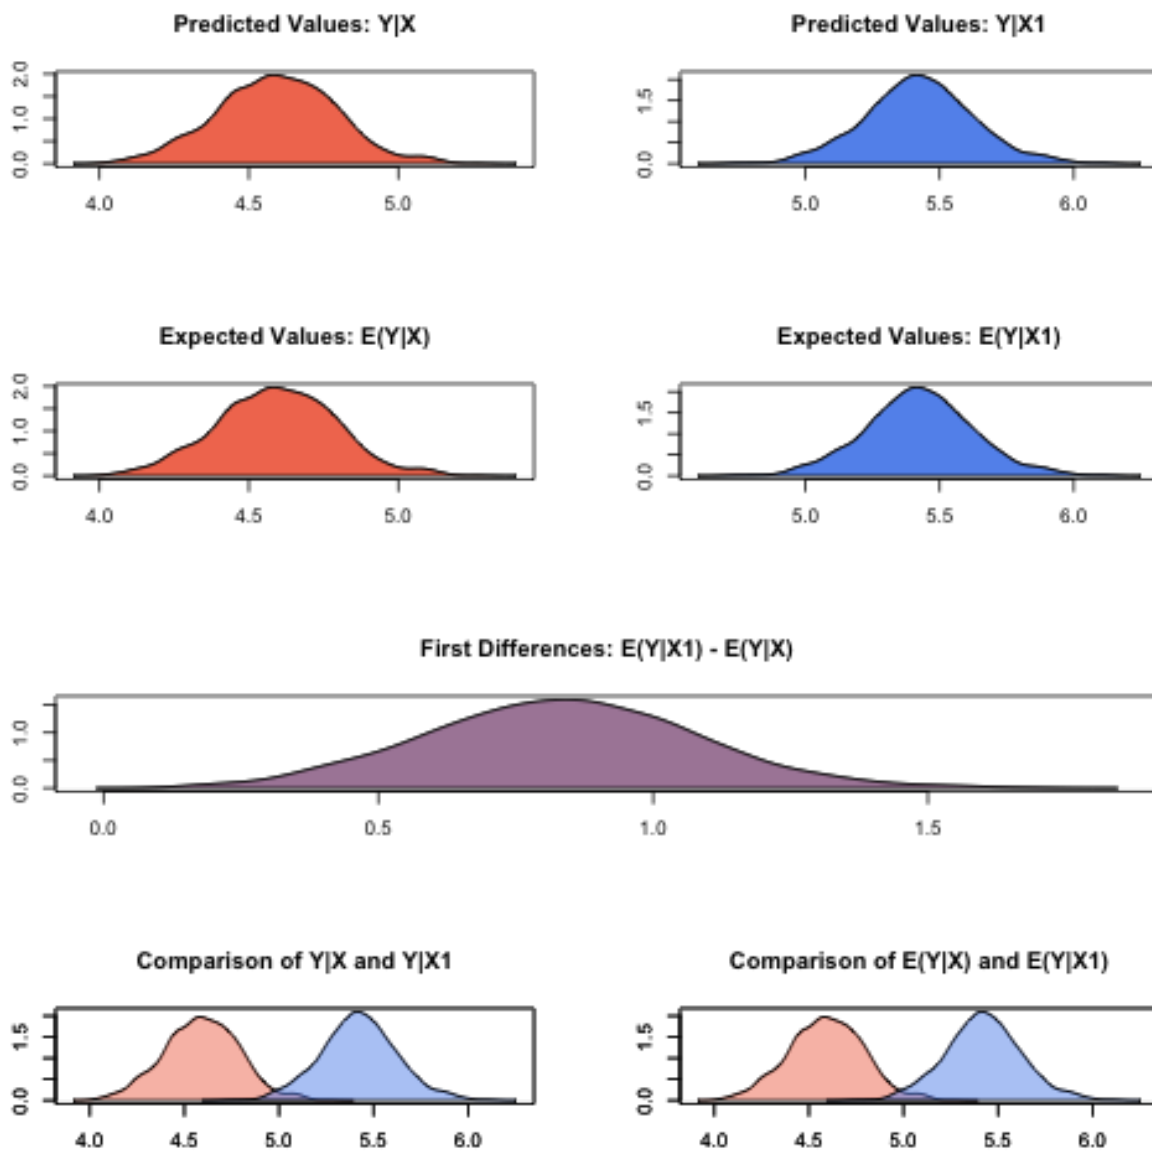 Predicted Values: Y|X
0.0 1.0 2.0
4.0 4.5 5.0
Predicted Values: Y|X1
0.0 1.5
5.0 5.5 6.0
Expected Values: E(Y|X)
0.0 1.0 2.0
4.0 4.5 5.0
Expected Values: E(Y|X1)
0.0 1.5
5.0 5.5 6.0
First Differences: E(Y|X1) - E(Y|X)
0.0 1.0
0.0 0.5 1.0 1.5
Comparison of Y|X and Y|X1
0.0 1.5
4.0 4.5 5.0 5.5 6.0
Comparison of E(Y|X) and E(Y|X1)
0.0 1.5
4.0 4.5 5.0 5.5 6.0